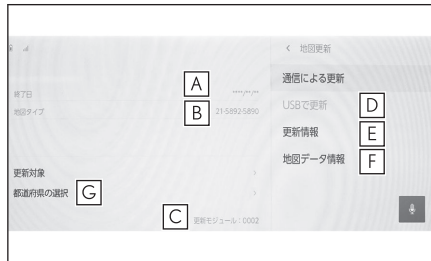 地図更新
通信による更新
A
終了日 ****/**/**
地図タイプ B 21-5892-5890
USBで更新 D
更新情報 E
地図データ情報 F
更新対象
都道府県の選択 G
C 更新モジュール：0002